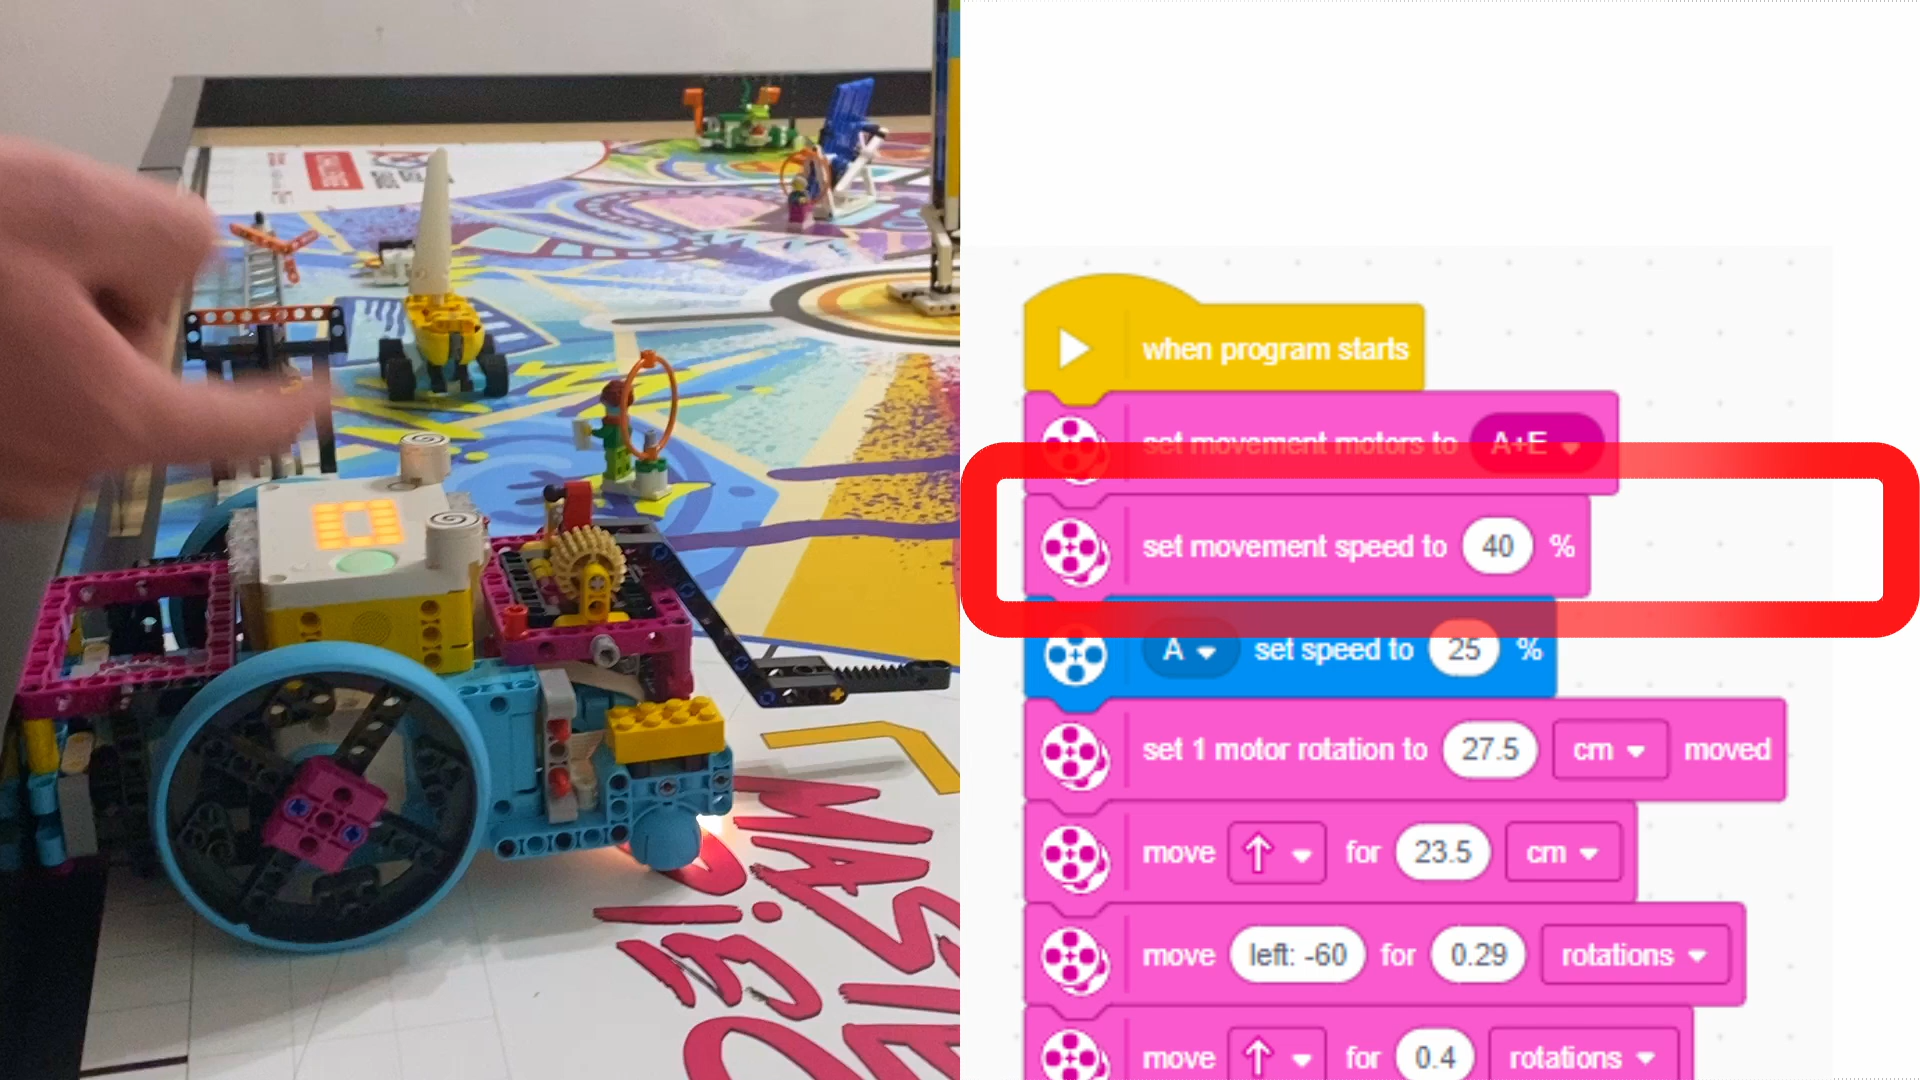 when program starts
set movement motors to A+E
set movement speed to 40 %
A set speed to 25 %
set 1 motor rotation to 27.5 cm moved
move for 23.5 cm
move left: -60 for 0.29 rotations
move for 0.4 rotations